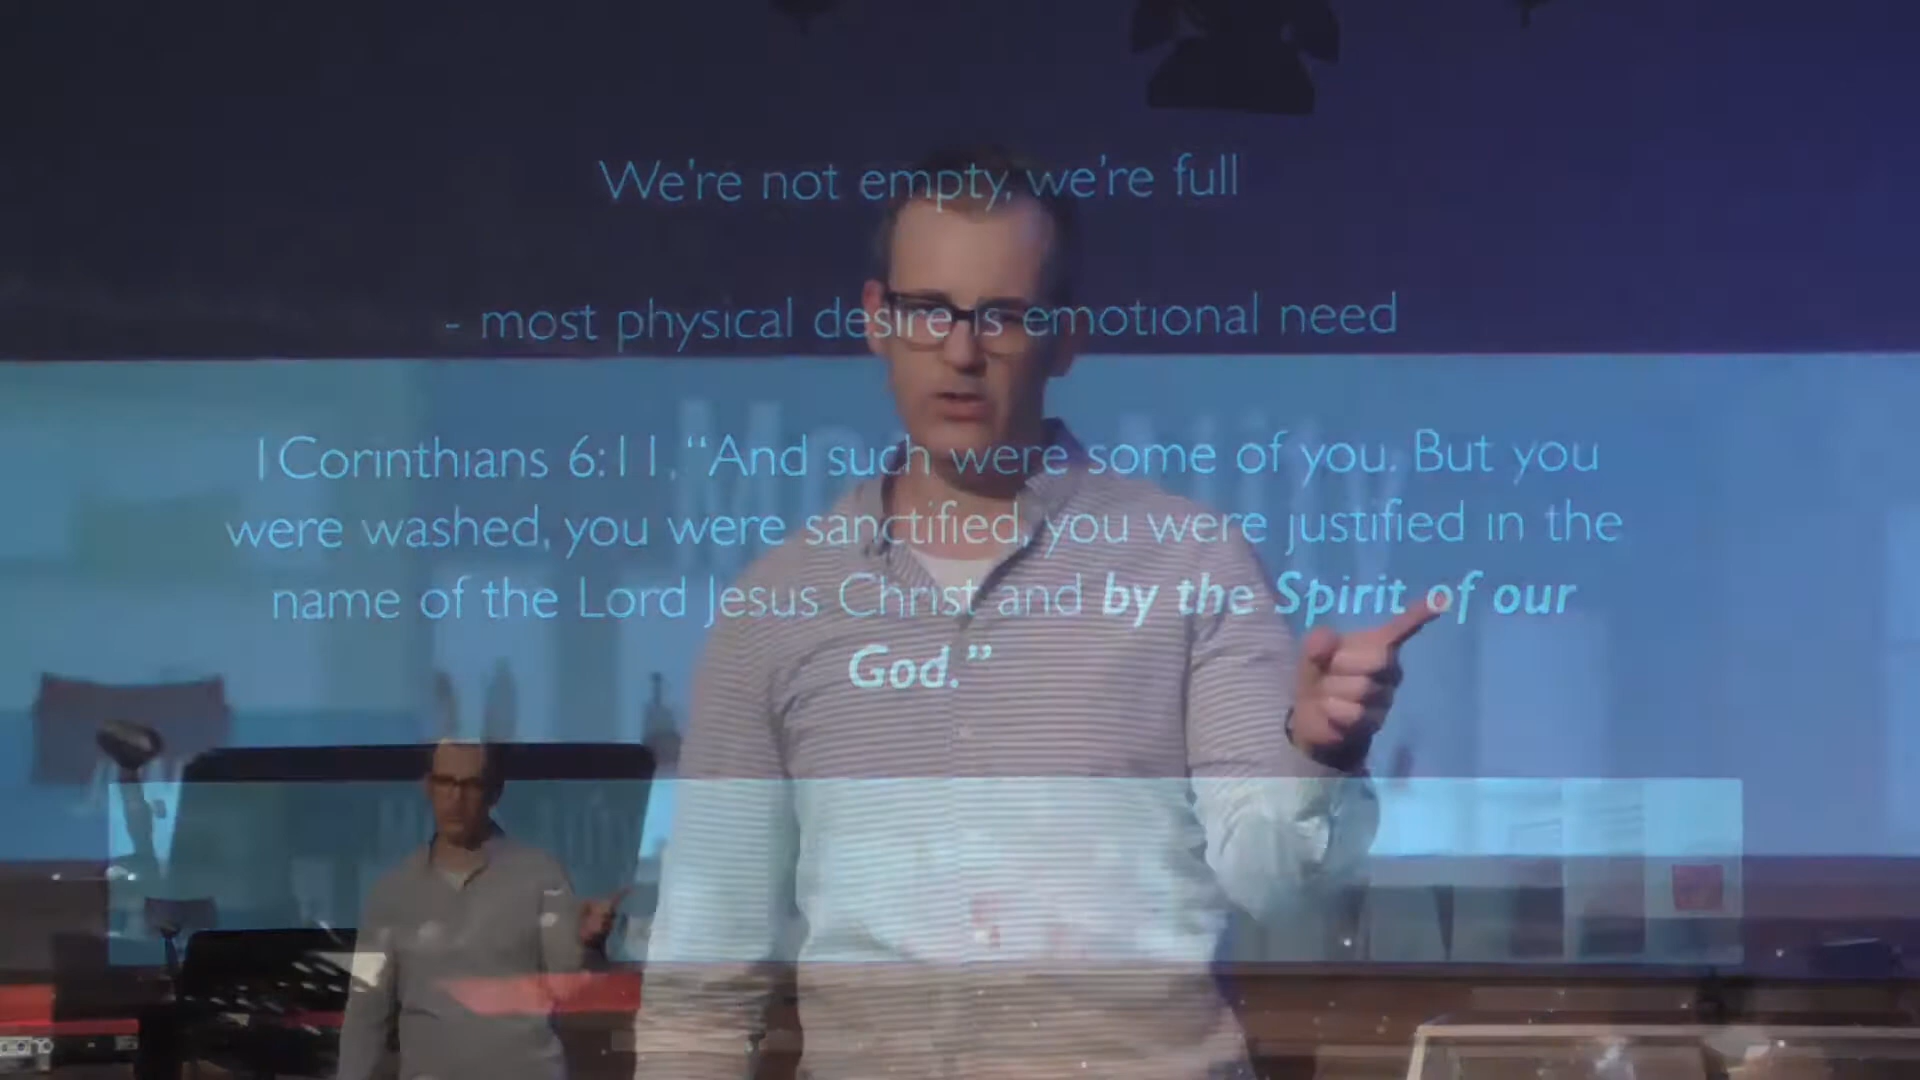 We're not empty, we're full
- most physical desire is emotional need
1 Corinthians 6:11, “And such were some of you. But you
were washed, you were sanctified, you were justified in the
name of the Lord Jesus Christ and by the Spirit of our
God.”